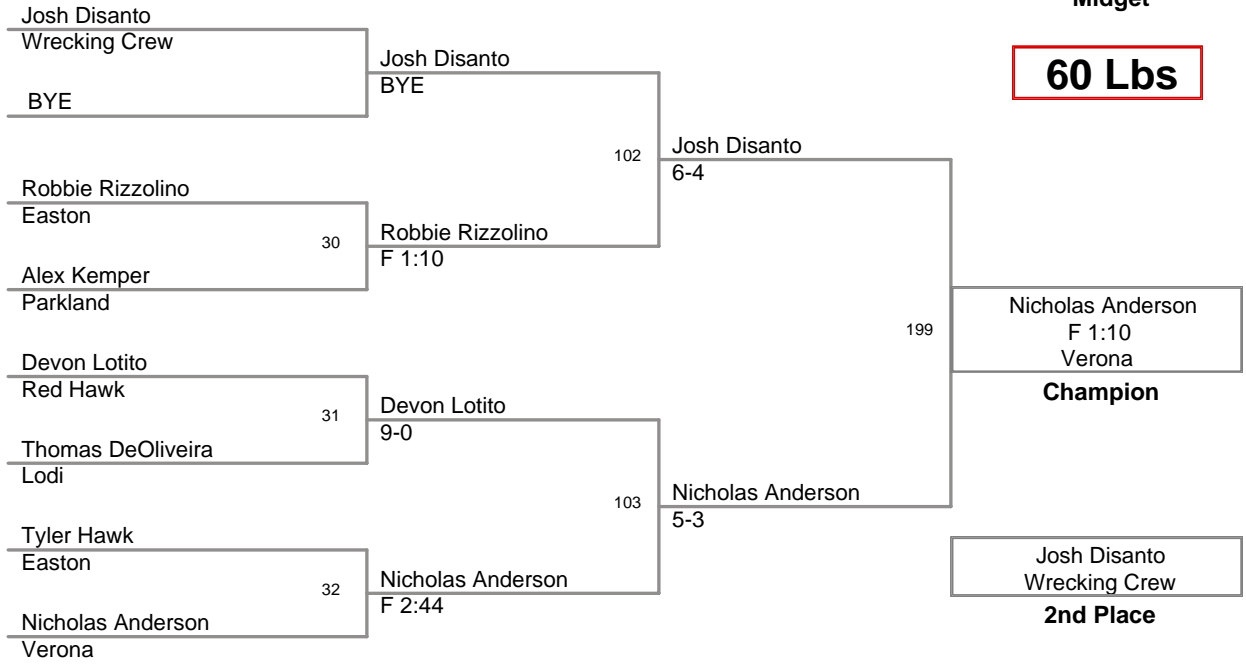 Midget
60 Lbs
Josh Disanto
Wrecking Crew
BYE
Josh Disanto
BYE
102
Josh Disanto
6-4
Robbie Rizzolino
Easton
30
Robbie Rizzolino
F 1:10
Alex Kemper
Parkland
199
Nicholas Anderson
F 1:10
Verona
Champion
Devon Lotito
Red Hawk
31
Devon Lotito
9-0
Thomas DeOliveira
Lodi
103
Nicholas Anderson
5-3
Tyler Hawk
Easton
32
Nicholas Anderson
F 2:44
Nicholas Anderson
Verona
Josh Disanto
Wrecking Crew
2nd Place